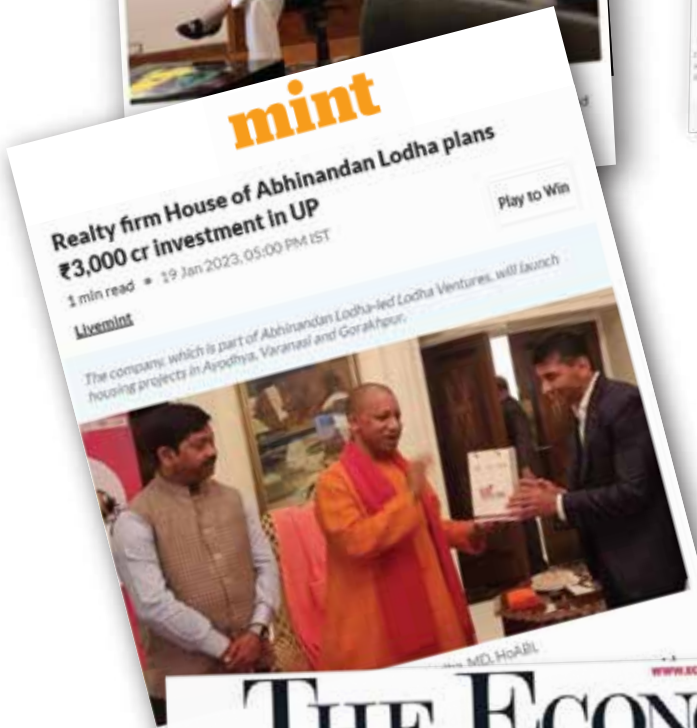 mint
Realty firm House of Abhinandan Lodha plans
₹3,000 cr investment in UP
1 min read • 19 Jan 2023, 05:00 PM IST
Play to Win
Livemint
The company, which is part of Abhinandan Lodha-led Lodha Ventures, will launch
housing projects in Ayodhya, Varanasi and Gorakhpur.
MD, HoABL
THE ECON